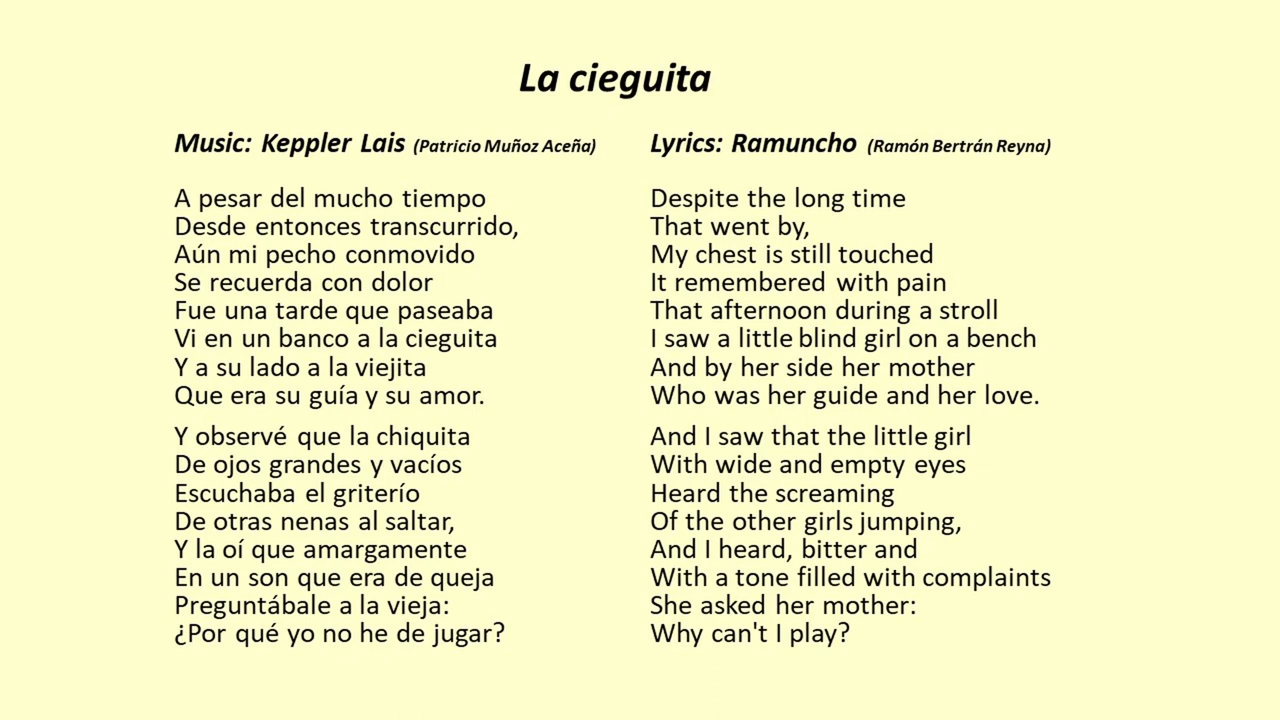 La cieguita
Music: Keppler Lais (Patricio Muñoz Aceña)
Lyrics: Ramuncho (Ramón Bertrán Reyna)
A pesar del mucho tiempo
Desde entonces transcurrido,
Aún mi pecho conmovido
Se recuerda con dolor
Fue una tarde que paseaba
Vi en un banco a la cieguita
Y a su lado a la viejita
Que era su guía y su amor.
Y observé que la chiquita
De ojos grandes y vacíos
Escuchaba el griterío
De otras nenas al saltar,
Y la oí que amargamente
En un son que era de queja
Preguntábale a la vieja:
¿Por qué yo no he de jugar?
Despite the long time
That went by,
My chest is still touched
It remembered with pain
That afternoon during a stroll
I saw a little blind girl on a bench
And by her side her mother
Who was her guide and her love.
And I saw that the little girl
With wide and empty eyes
Heard the screaming
Of the other girls jumping,
And I heard, bitter and
With a tone filled with complaints
She asked her mother:
Why can't I play?